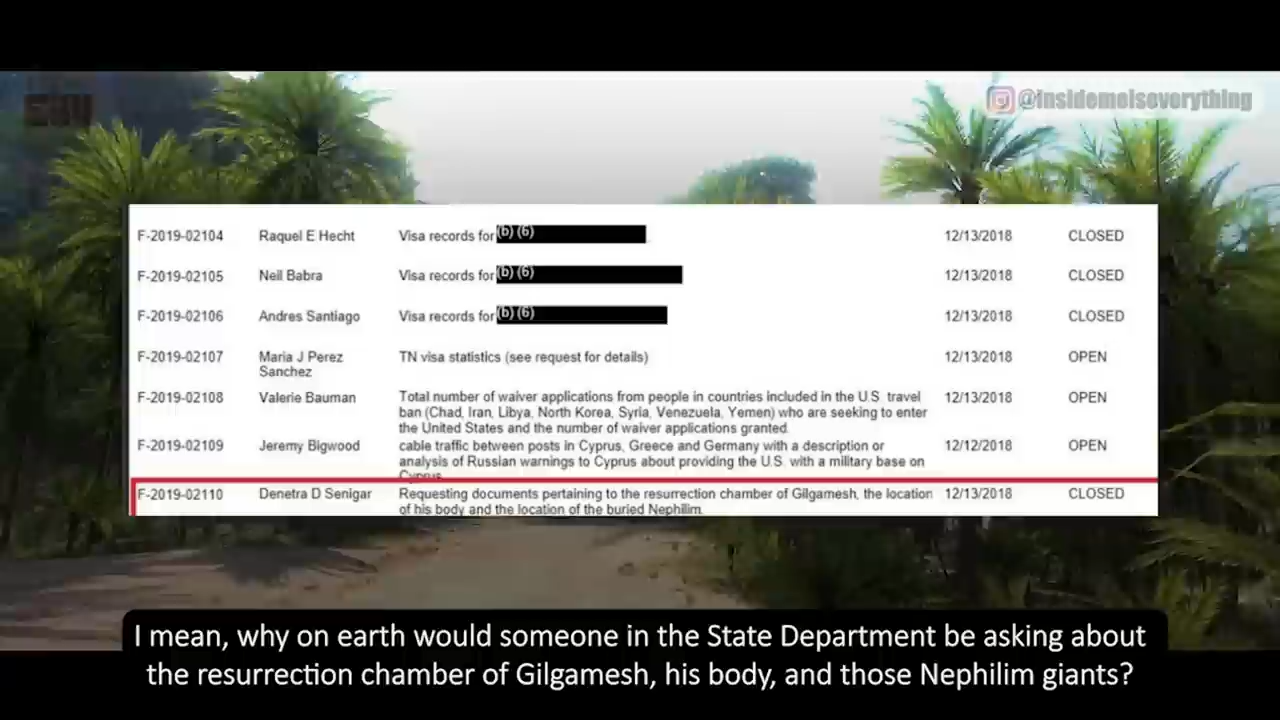 @insidemeiseverything
F-2019-02104 Raquel E Hecht Visa records for (b) (6) 12/13/2018 CLOSED
F-2019-02105 Neil Babra Visa records for (b) (6) 12/13/2018 CLOSED
F-2019-02106 Andres Santiago Visa records for (b) (6) 12/13/2018 CLOSED
F-2019-02107 Maria J Perez TN visa statistics (see request for details) 12/13/2018 OPEN
Sanchez
F-2019-02108 Valerie Bauman Total number of waiver applications from people in countries included in the U.S. travel 12/13/2018 OPEN
ban (Chad, Iran, Libya, North Korea, Syria, Venezuela, Yemen) who are seeking to enter
the United States and the number of waiver applications granted.
F-2019-02109 Jeremy Bigwood cable traffic between posts in Cyprus, Greece and Germany with a description or 12/12/2018 OPEN
analysis of Russian warnings to Cyprus about providing the U.S. with a military base on
Cyprus
F-2019-02110 Denetra D Senigar Requesting documents pertaining to the resurrection chamber of Gilgamesh, the location 12/13/2018 CLOSED
of his body and the location of the buried Nephilim.
I mean, why on earth would someone in the State Department be asking about
the resurrection chamber of Gilgamesh, his body, and those Nephilim giants?